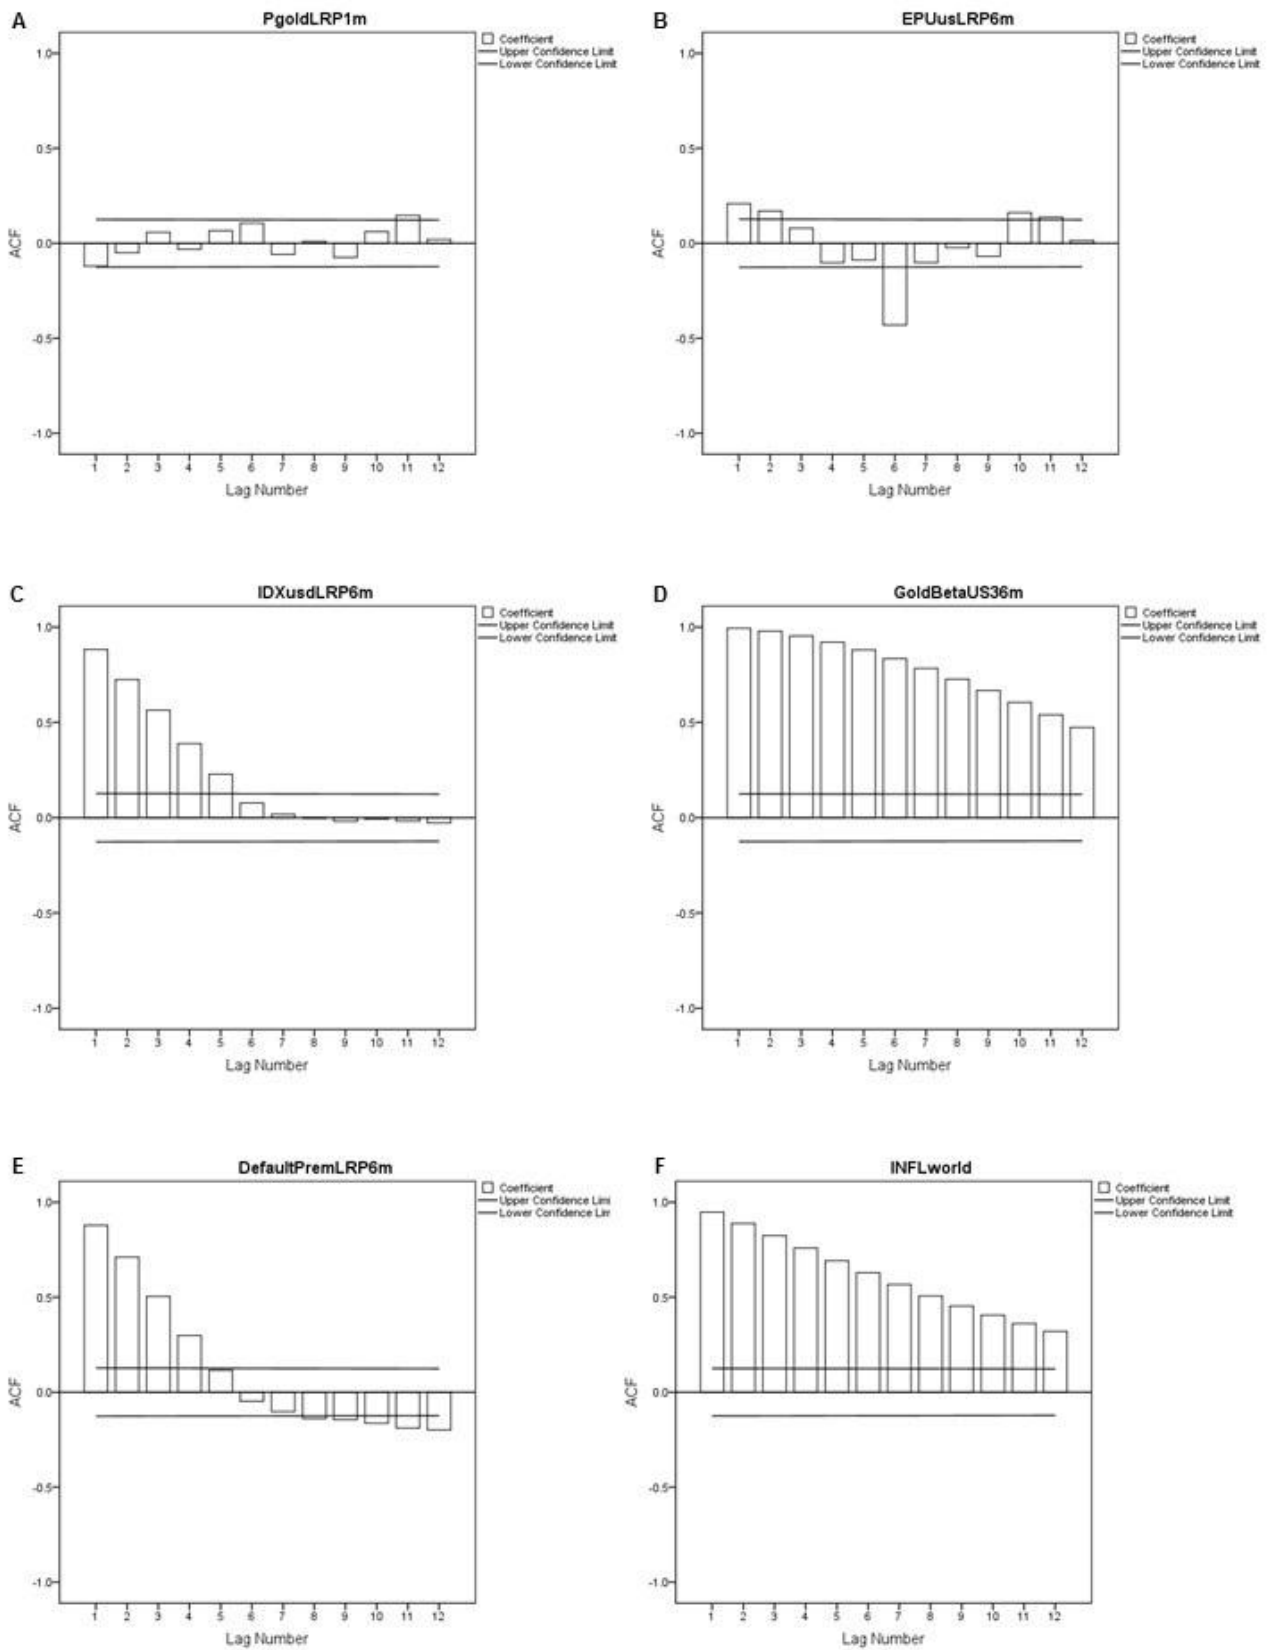 A
PgoldLRP1m
Coefficient
Upper Confidence Limit
Lower Confidence Limit
1.0
0.5
0.0
-0.5
-1.0
ACF
1 2 3 4 5 6 7 8 9 10 11 12
Lag Number
B
EPUusLRP6m
Coefficient
Upper Confidence Limit
Lower Confidence Limit
1.0
0.5
0.0
-0.5
-1.0
ACF
1 2 3 4 5 6 7 8 9 10 11 12
Lag Number
C
IDXusdLRP6m
Coefficient
Upper Confidence Limit
Lower Confidence Limit
1.0
0.5
0.0
-0.5
-1.0
ACF
1 2 3 4 5 6 7 8 9 10 11 12
Lag Number
D
GoldBetaUS36m
Coefficient
Upper Confidence Limit
Lower Confidence Limit
1.0
0.5
0.0
-0.5
-1.0
ACF
1 2 3 4 5 6 7 8 9 10 11 12
Lag Number
E
DefaultPremLRP6m
Coefficient
Upper Confidence Limi
Lower Confidence Lir
1.0
0.5
0.0
-0.5
-1.0
ACF
1 2 3 4 5 6 7 8 9 10 11 12
Lag Number
F
INFLworld
Coefficient
Upper Confidence Limit
Lower Confidence Limit
1.0
0.5
0.0
-0.5
-1.0
ACF
1 2 3 4 5 6 7 8 9 10 11 12
Lag Number